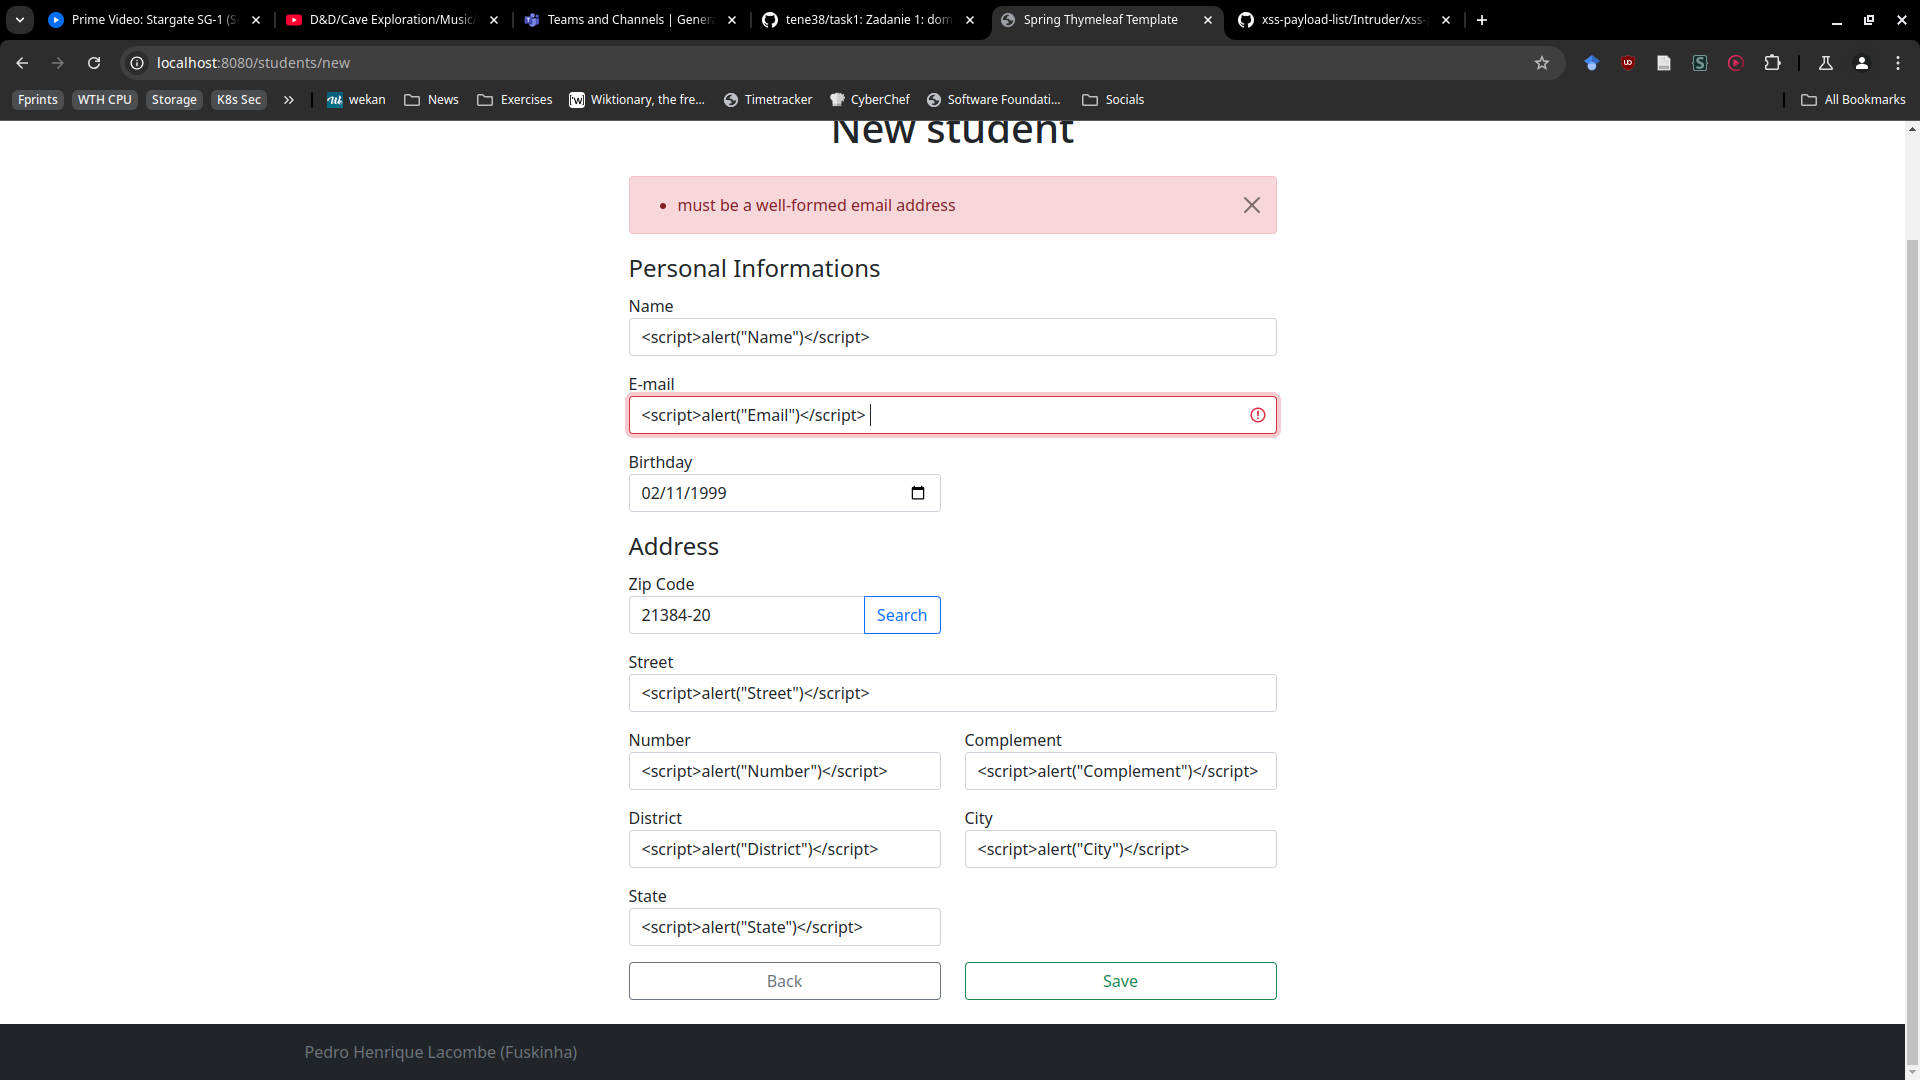 Prime Video: Stargate SG-1 (S
D&D/Cave Exploration/Music/
Teams and Channels | Genera
tene38/task1: Zadanie 1: dom
Spring Thymeleaf Template
xss-payload-list/Intruder/xss-
localhost:8080/students/new
Fprints
WTH CPU
Storage
K8s Sec
wekan
News
Exercises
Wiktionary, the fre...
Timetracker
CyberChef
Software Foundati...
Socials
All Bookmarks
New student
• must be a well-formed email address
Personal Informations
Name
<script>alert("Name")</script>
E-mail
<script>alert("Email")</script>
Birthday
02/11/1999
Address
Zip Code
21384-20
Search
Street
<script>alert("Street")</script>
Number
Complement
<script>alert("Number")</script>
<script>alert("Complement")</script>
District
City
<script>alert("District")</script>
<script>alert("City")</script>
State
<script>alert("State")</script>
Back
Save
Pedro Henrique Lacombe (Fuskinha)